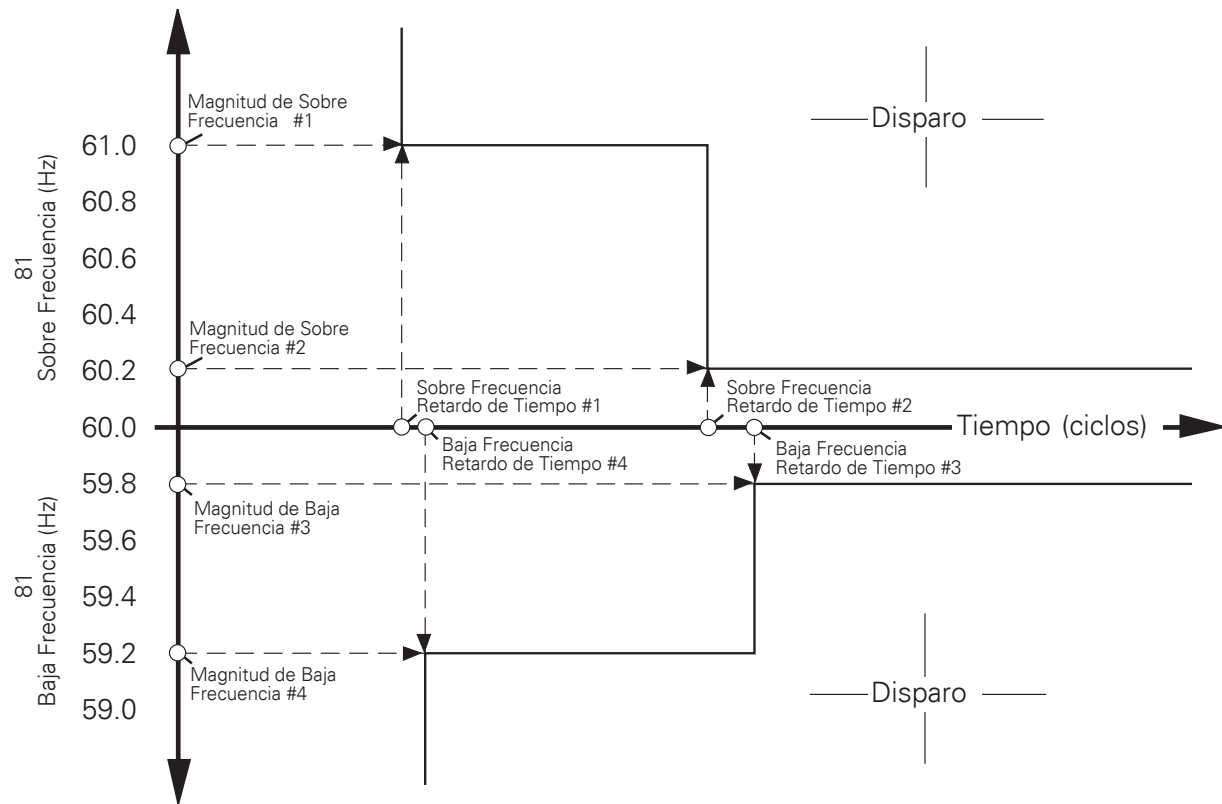 Magnitud de Sobre
Frecuencia #1
Disparo
81
Sobre Frecuencia (Hz)
61.0
60.8
60.6
60.4
60.2
60.0
Magnitud de Sobre
Frecuencia #2
Sobre Frecuencia
Retardo de Tiempo #1
Sobre Frecuencia
Retardo de Tiempo #2
Tiempo (ciclos)
Baja Frecuencia
Retardo de Tiempo #4
Baja Frecuencia
Retardo de Tiempo #3
81
Baja Frecuencia (Hz)
59.8
59.6
59.4
59.2
59.0
Magnitud de Baja
Frecuencia #3
Magnitud de Baja
Frecuencia #4
Disparo